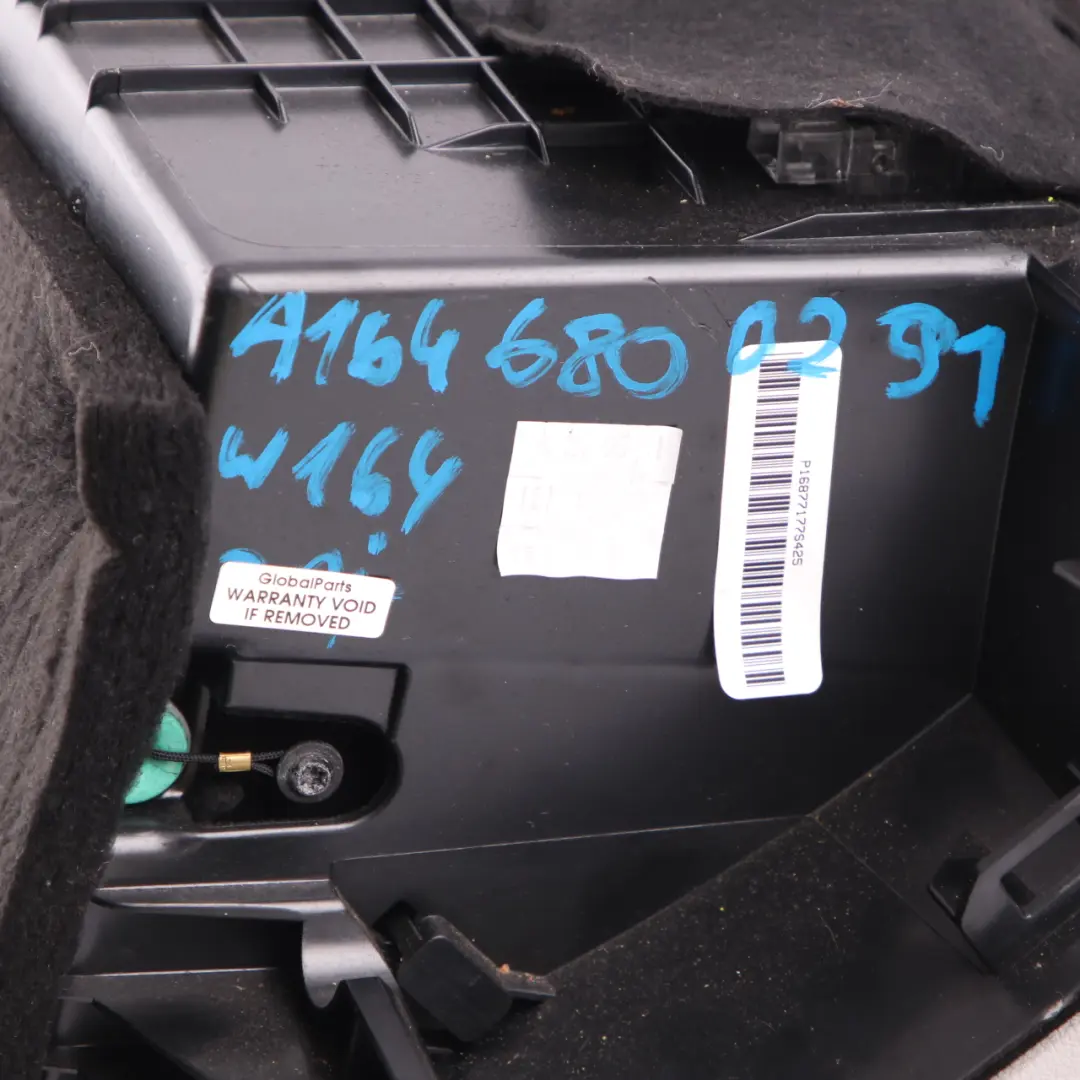 A164 680 02 91
W164
GlobalParts
WARRANTY VOID
IF REMOVED
P16877177S425